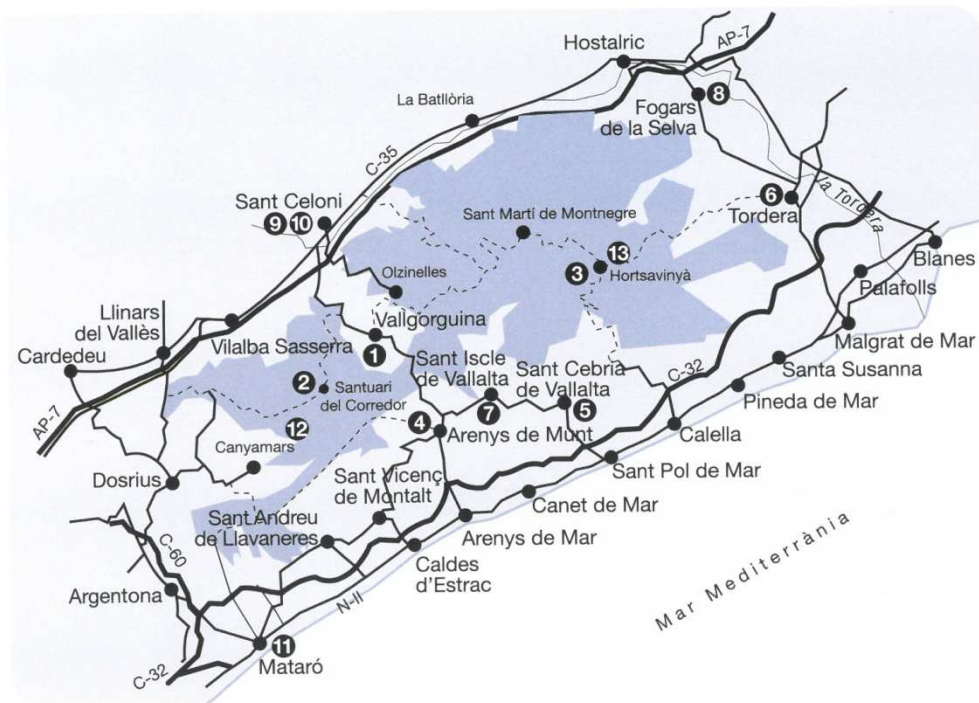 Hostalric
AP-7
La Batllòria
8
Fogars
de la Selva
C-35
Sant Celoni
9 10
6
Tordera
la Tordera
Sant Martí de Montnegre
13
3
Hortsavinyà
Blanes
Olzinelles
Palafolls
Llinars
del Vallès
Vallgorguina
Cardedeu
Vilalba Sasserra
1
Malgrat de Mar
C-32
Sant Iscle
de Vallalta
Sant Cebrià
de Vallalta
Santa Susanna
2
Santuari
del Corredor
Pineda de Mar
AP-7
4
7
5
12
Arenys de Munt
Calella
Canyamars
Dosrius
Sant Vicenç
de Montalt
Sant Pol de Mar
Canet de Mar
Sant Andreu
de Llavaneres
Arenys de Mar
C-60
Caldes
d'Estrac
Mar Mediterrània
Argentona
N-II
11
Mataró
C-32